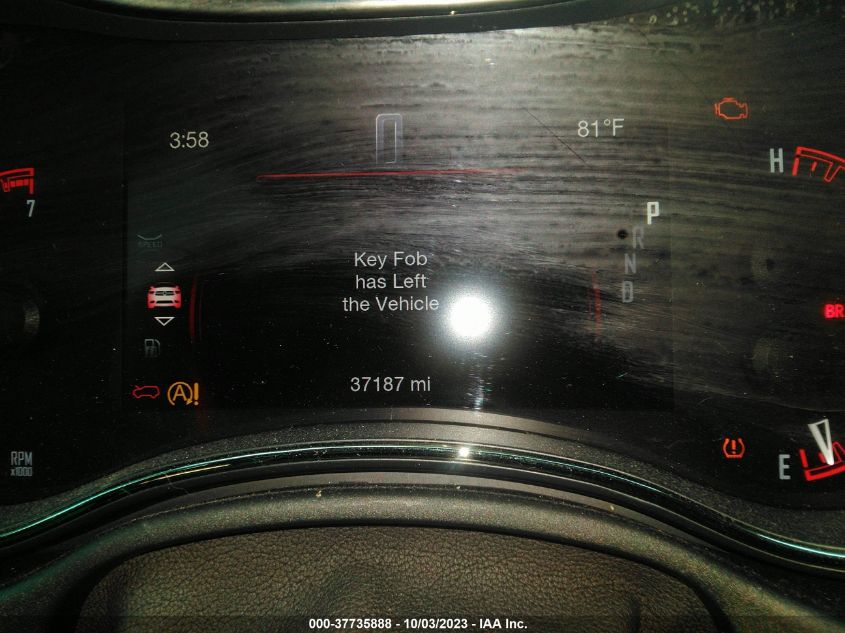 3:58
81°F
H
7
P
R
N
D
SPEED
Key Fob
has Left
the Vehicle
BR
37187 mi
A!
RPM
x1000
E
000-37735888 - 10/03/2023 - IAA Inc.